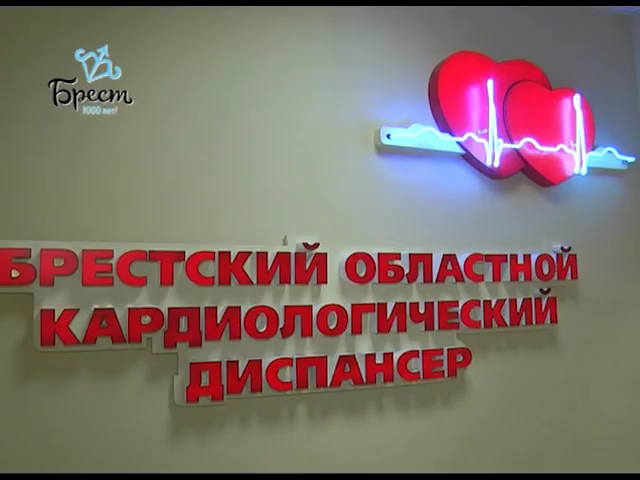 Брест
1000 лет!
БРЕСТСКИЙ ОБЛАСТНОЙ
КАРДИОЛОГИЧЕСКИЙ
ДИСПАНСЕР